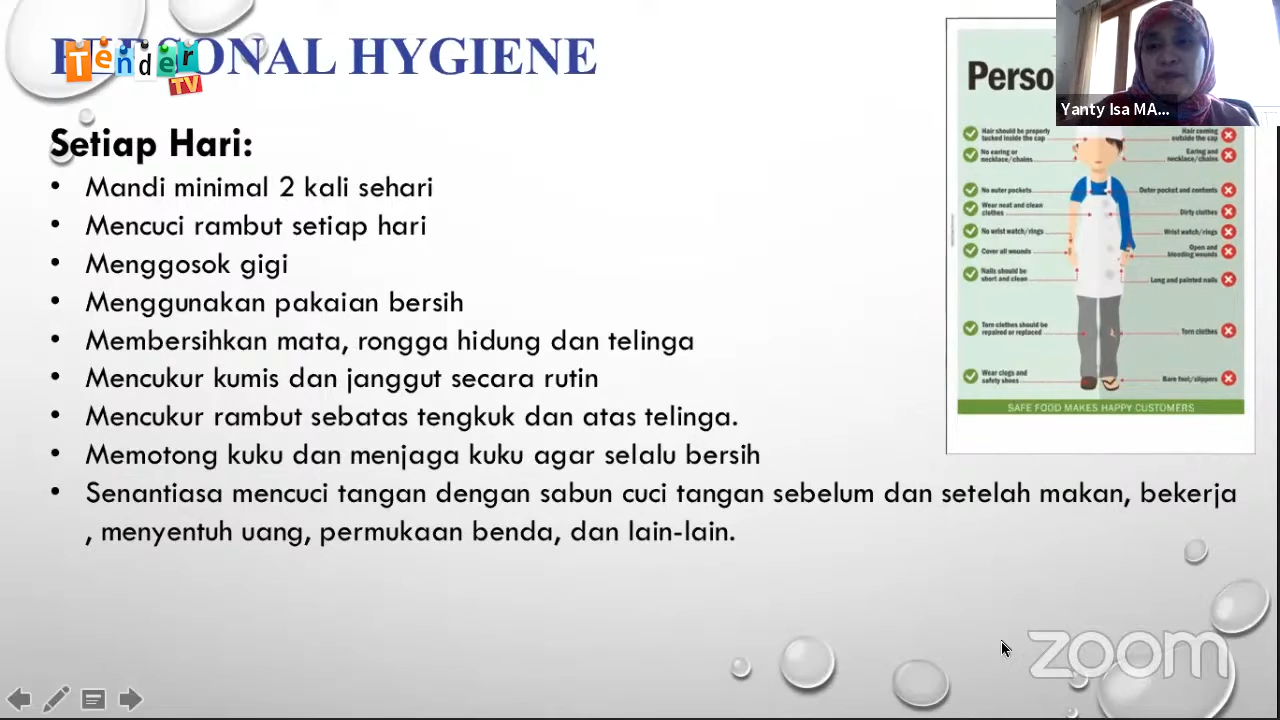 PERSONAL HYGIENE
Tender
TV
Setiap Hari:
• Mandi minimal 2 kali sehari
• Mencuci rambut setiap hari
• Menggosok gigi
• Menggunakan pakaian bersih
• Membersihkan mata, rongga hidung dan telinga
• Mencukur kumis dan janggut secara rutin
• Mencukur rambut sebatas tengkuk dan atas telinga.
• Memotong kuku dan menjaga kuku agar selalu bersih
• Senantiasa mencuci tangan dengan sabun cuci tangan sebelum dan setelah makan, bekerja
, menyentuh uang, permukaan benda, dan lain-lain.
Perso
Yanty Isa MA...
Hair should be properly
tucked inside the cap
Hair coming
outside the cap
No earing or
necklace/chains
Earing and
necklace/chains
No outer pockets
Outer pocket and contents
Wear neat and clean
clothes
Dirty clothes
No wrist watch/rings
Wrist watch/rings
Cover all wounds
Open and
bleeding wounds
Nails should be
short and clean
Long and painted nails
Torn clothes should be
repaired or replaced
Torn clothes
Wear clogs and
safety shoes
Bare feet/slippers
SAFE FOOD MAKES HAPPY CUSTOMERS
zoom